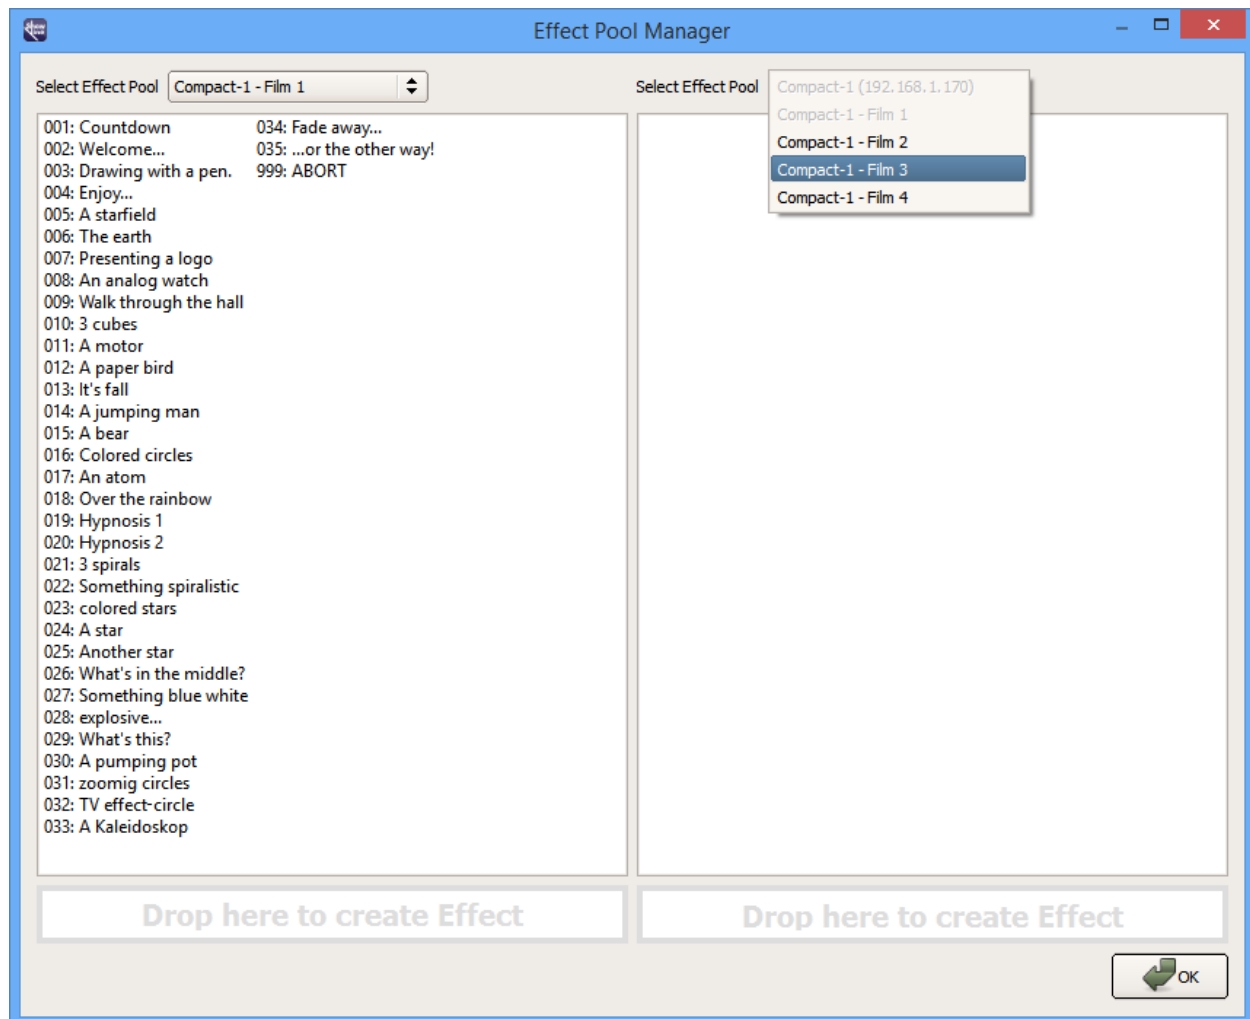 Effect Pool Manager
Select Effect Pool
Compact-1 - Film 1
001: Countdown
002: Welcome...
003: Drawing with a pen.
004: Enjoy...
005: A starfield
006: The earth
007: Presenting a logo
008: An analog watch
009: Walk through the hall
010: 3 cubes
011: A motor
012: A paper bird
013: It's fall
014: A jumping man
015: A bear
016: Colored circles
017: An atom
018: Over the rainbow
019: Hypnosis 1
020: Hypnosis 2
021: 3 spirals
022: Something spiralistic
023: colored stars
024: A star
025: Another star
026: What's in the middle?
027: Something blue white
028: explosive...
029: What's this?
030: A pumping pot
031: zoomig circles
032: TV effect-circle
033: A Kaleidoskop
034: Fade away...
035: ...or the other way!
999: ABORT
Drop here to create Effect
Select Effect Pool
Compact-1 (192.168.1.170)
Compact-1 - Film 1
Compact-1 - Film 2
Compact-1 - Film 3
Compact-1 - Film 4
Drop here to create Effect
OK